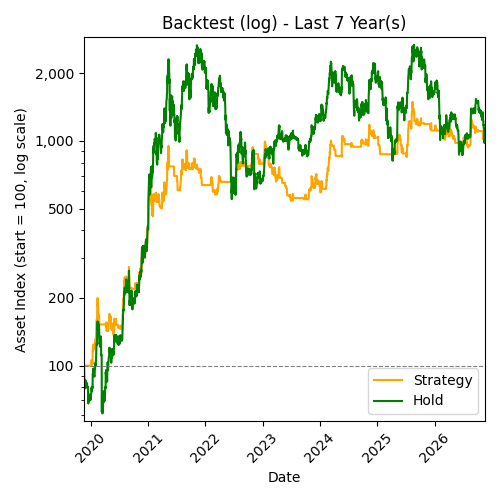 Backtest (log) - Last 7 Year(s)
Asset Index (start = 100, log scale)
2,000
1,000
500
200
100
Strategy
Hold
2020
2021
2022
2023
2024
2025
2026
Date